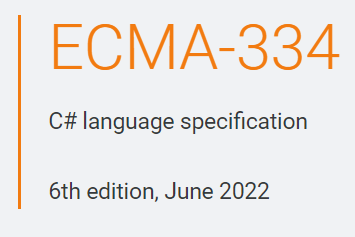 ECMA-334
C# language specification
6th edition, June 2022